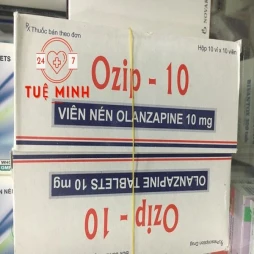 ℞ Thuốc bán theo đơn
Hộp 10 vỉ x 10 viên
Ozip - 10
24
7
TUỆ MINH
VIÊN NÉN OLANZAPINE 10 mg
OLANZAPINE TABLETS 10 mg
Ozip - 10